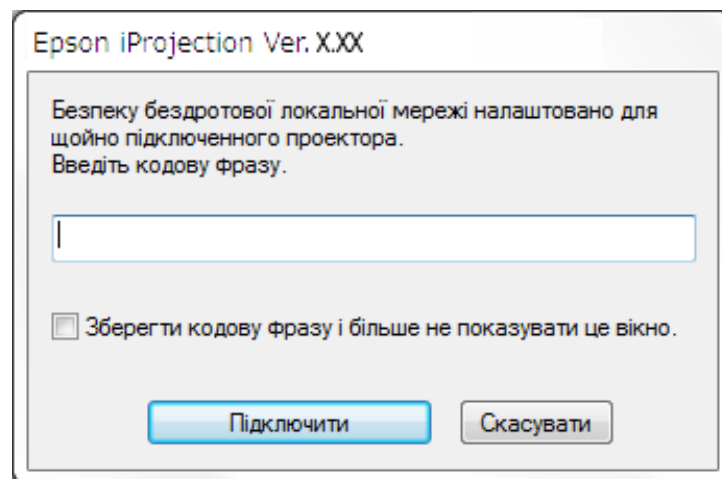 Epson iProjection Ver. X.XX
Безпеку бездротової локальної мережі налаштовано для
щойно підключенного проектора.
Введіть кодову фразу.
Зберегти кодову фразу і більше не показувати це вікно.
Підключити
Скасувати